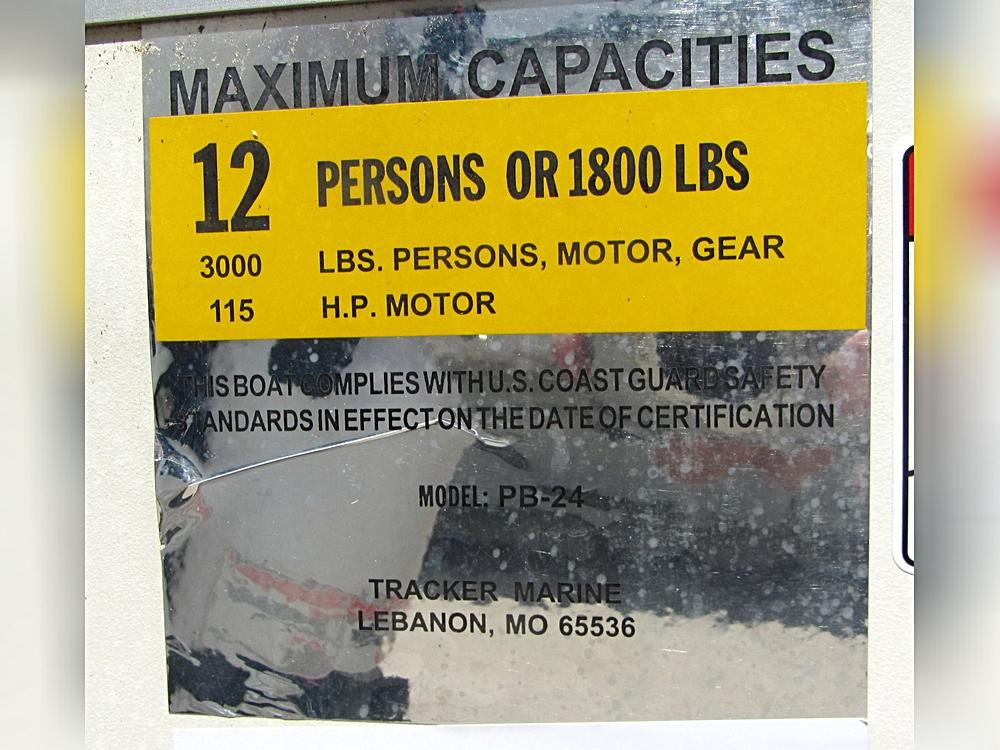 MAXIMUM CAPACITIES
12 PERSONS OR 1800 LBS
3000 LBS. PERSONS, MOTOR, GEAR
115 H.P. MOTOR
THIS BOAT COMPLIES WITH U.S. COAST GUARD SAFETY
STANDARDS IN EFFECT ON THE DATE OF CERTIFICATION
MODEL: PB-24
TRACKER MARINE
LEBANON, MO 65536